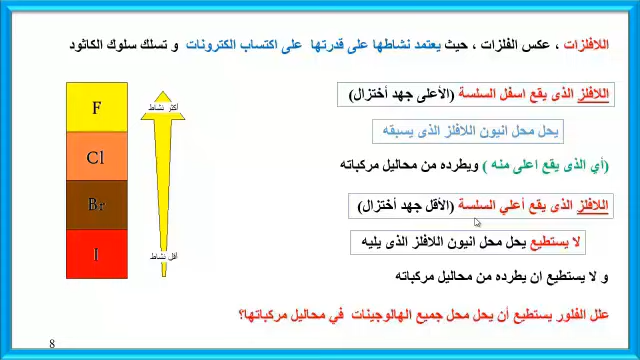 اللافلزات ، عكس الفلزات ، حيث يعتمد نشاطها على قدرتها على اكتساب الكترونات و تسلك سلوك الكاثود
اللافلز الذى يقع اسفل السلسة (الأعلى جهد أختزال)
يحل محل انيون اللافلز الذى يسبقه
(أي الذى يقع اعلى منه ) ويطرده من محاليل مركباته
اللافلز الذى يقع أعلي السلسة (الأقل جهد أختزال)
لا يستطيع يحل محل انيون اللافلز الذى يليه
و لا يستطيع ان يطرده من محاليل مركباته
علل الفلور يستطيع أن يحل محل جميع الهالوجينات في محاليل مركباتها؟
F
Cl
Br
I
أكثر نشاط
أقل نشاط
8